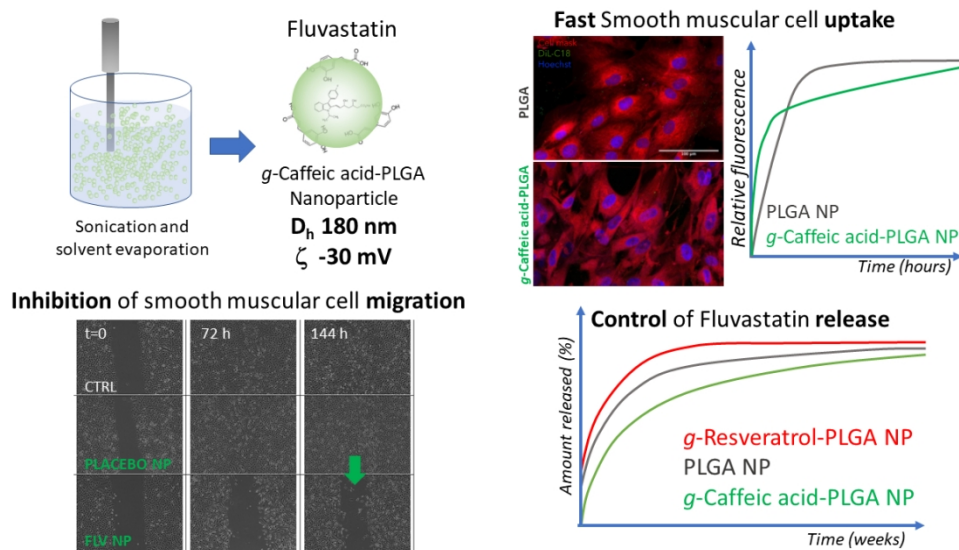 Fluvastatin
g-Caffeic acid-PLGA
Nanoparticle
Dh 180 nm
ζ -30 mV
Sonication and
solvent evaporation
Fast Smooth muscular cell uptake
DiL-C18
Hoechst
PLGA
g-Caffeic acid-PLGA
Relative fluorescence
PLGA NP
g-Caffeic acid-PLGA NP
Time (hours)
Inhibition of smooth muscular cell migration
t=0
72 h
144 h
CTRL
PLACEBO NP
FLV NP
Control of Fluvastatin release
Amount released (%)
g-Resveratrol-PLGA NP
PLGA NP
g-Caffeic acid-PLGA NP
Time (weeks)